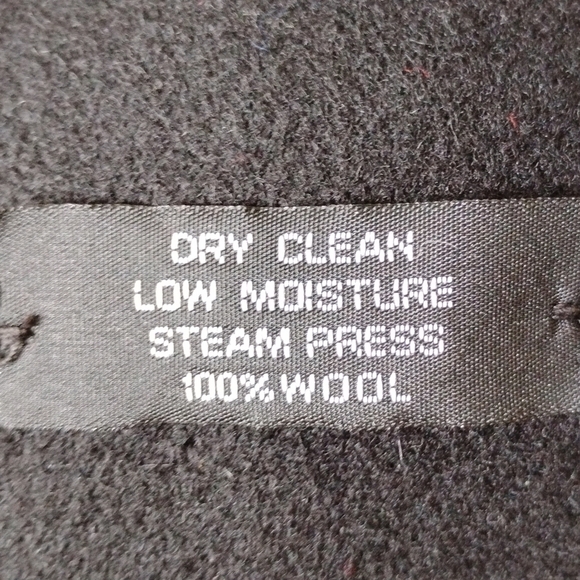 DRY CLEAN
LOW MOISTURE
STEAM PRESS
100% WOOL